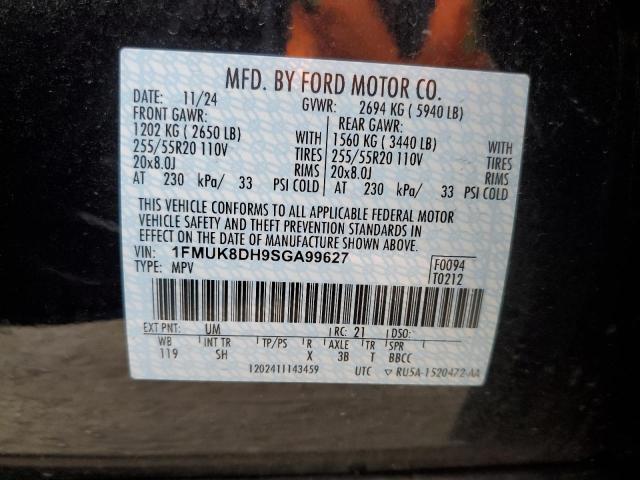 MFD. BY FORD MOTOR CO.
DATE: 11/24 GVWR: 2694 KG (5940 LB)
FRONT GAWR: REAR GAWR:
1202 KG (2650 LB) WITH 1560 KG (3440 LB) WITH
255/55R20 110V TIRES 255/55R20 110V TIRES
20x8.0J RIMS 20x8.0J RIMS
AT 230 kPa/ 33 PSI COLD AT 230 kPa/ 33 PSI COLD
THIS VEHICLE CONFORMS TO ALL APPLICABLE FEDERAL MOTOR
VEHICLE SAFETY AND THEFT PREVENTION STANDARDS IN
EFFECT ON THE DATE OF MANUFACTURE SHOWN ABOVE.
VIN: 1FMUK8DH9SGA99627 F0094
TYPE: MPV T0212
EXT PNT: UM RC: 21 DSO:
WB INT TR TP/PS R AXLE TR SPR
119 SH X 3B T BBCC
1202411143459 UTC ▽ RU5A-1520472-AA